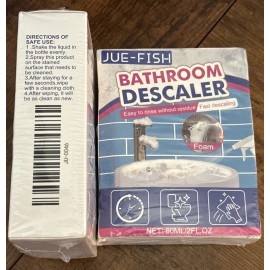 DIRECTIONS OF
SAFE USE:
1.Shake the liquid in
the bottle evenly.
2.Spray this product
on the stained
surface that needs to
be cleaned.
3.After staying for a
few seconds,wipe
with a cleaning cloth.
4.After wiping, it will
be as clean as new.
JU-0046
JUE-FISH
BATHROOM
DESCALER
Easy to rinse without residue
Fast descaling
Foam
NET:60ML/2FL.OZ